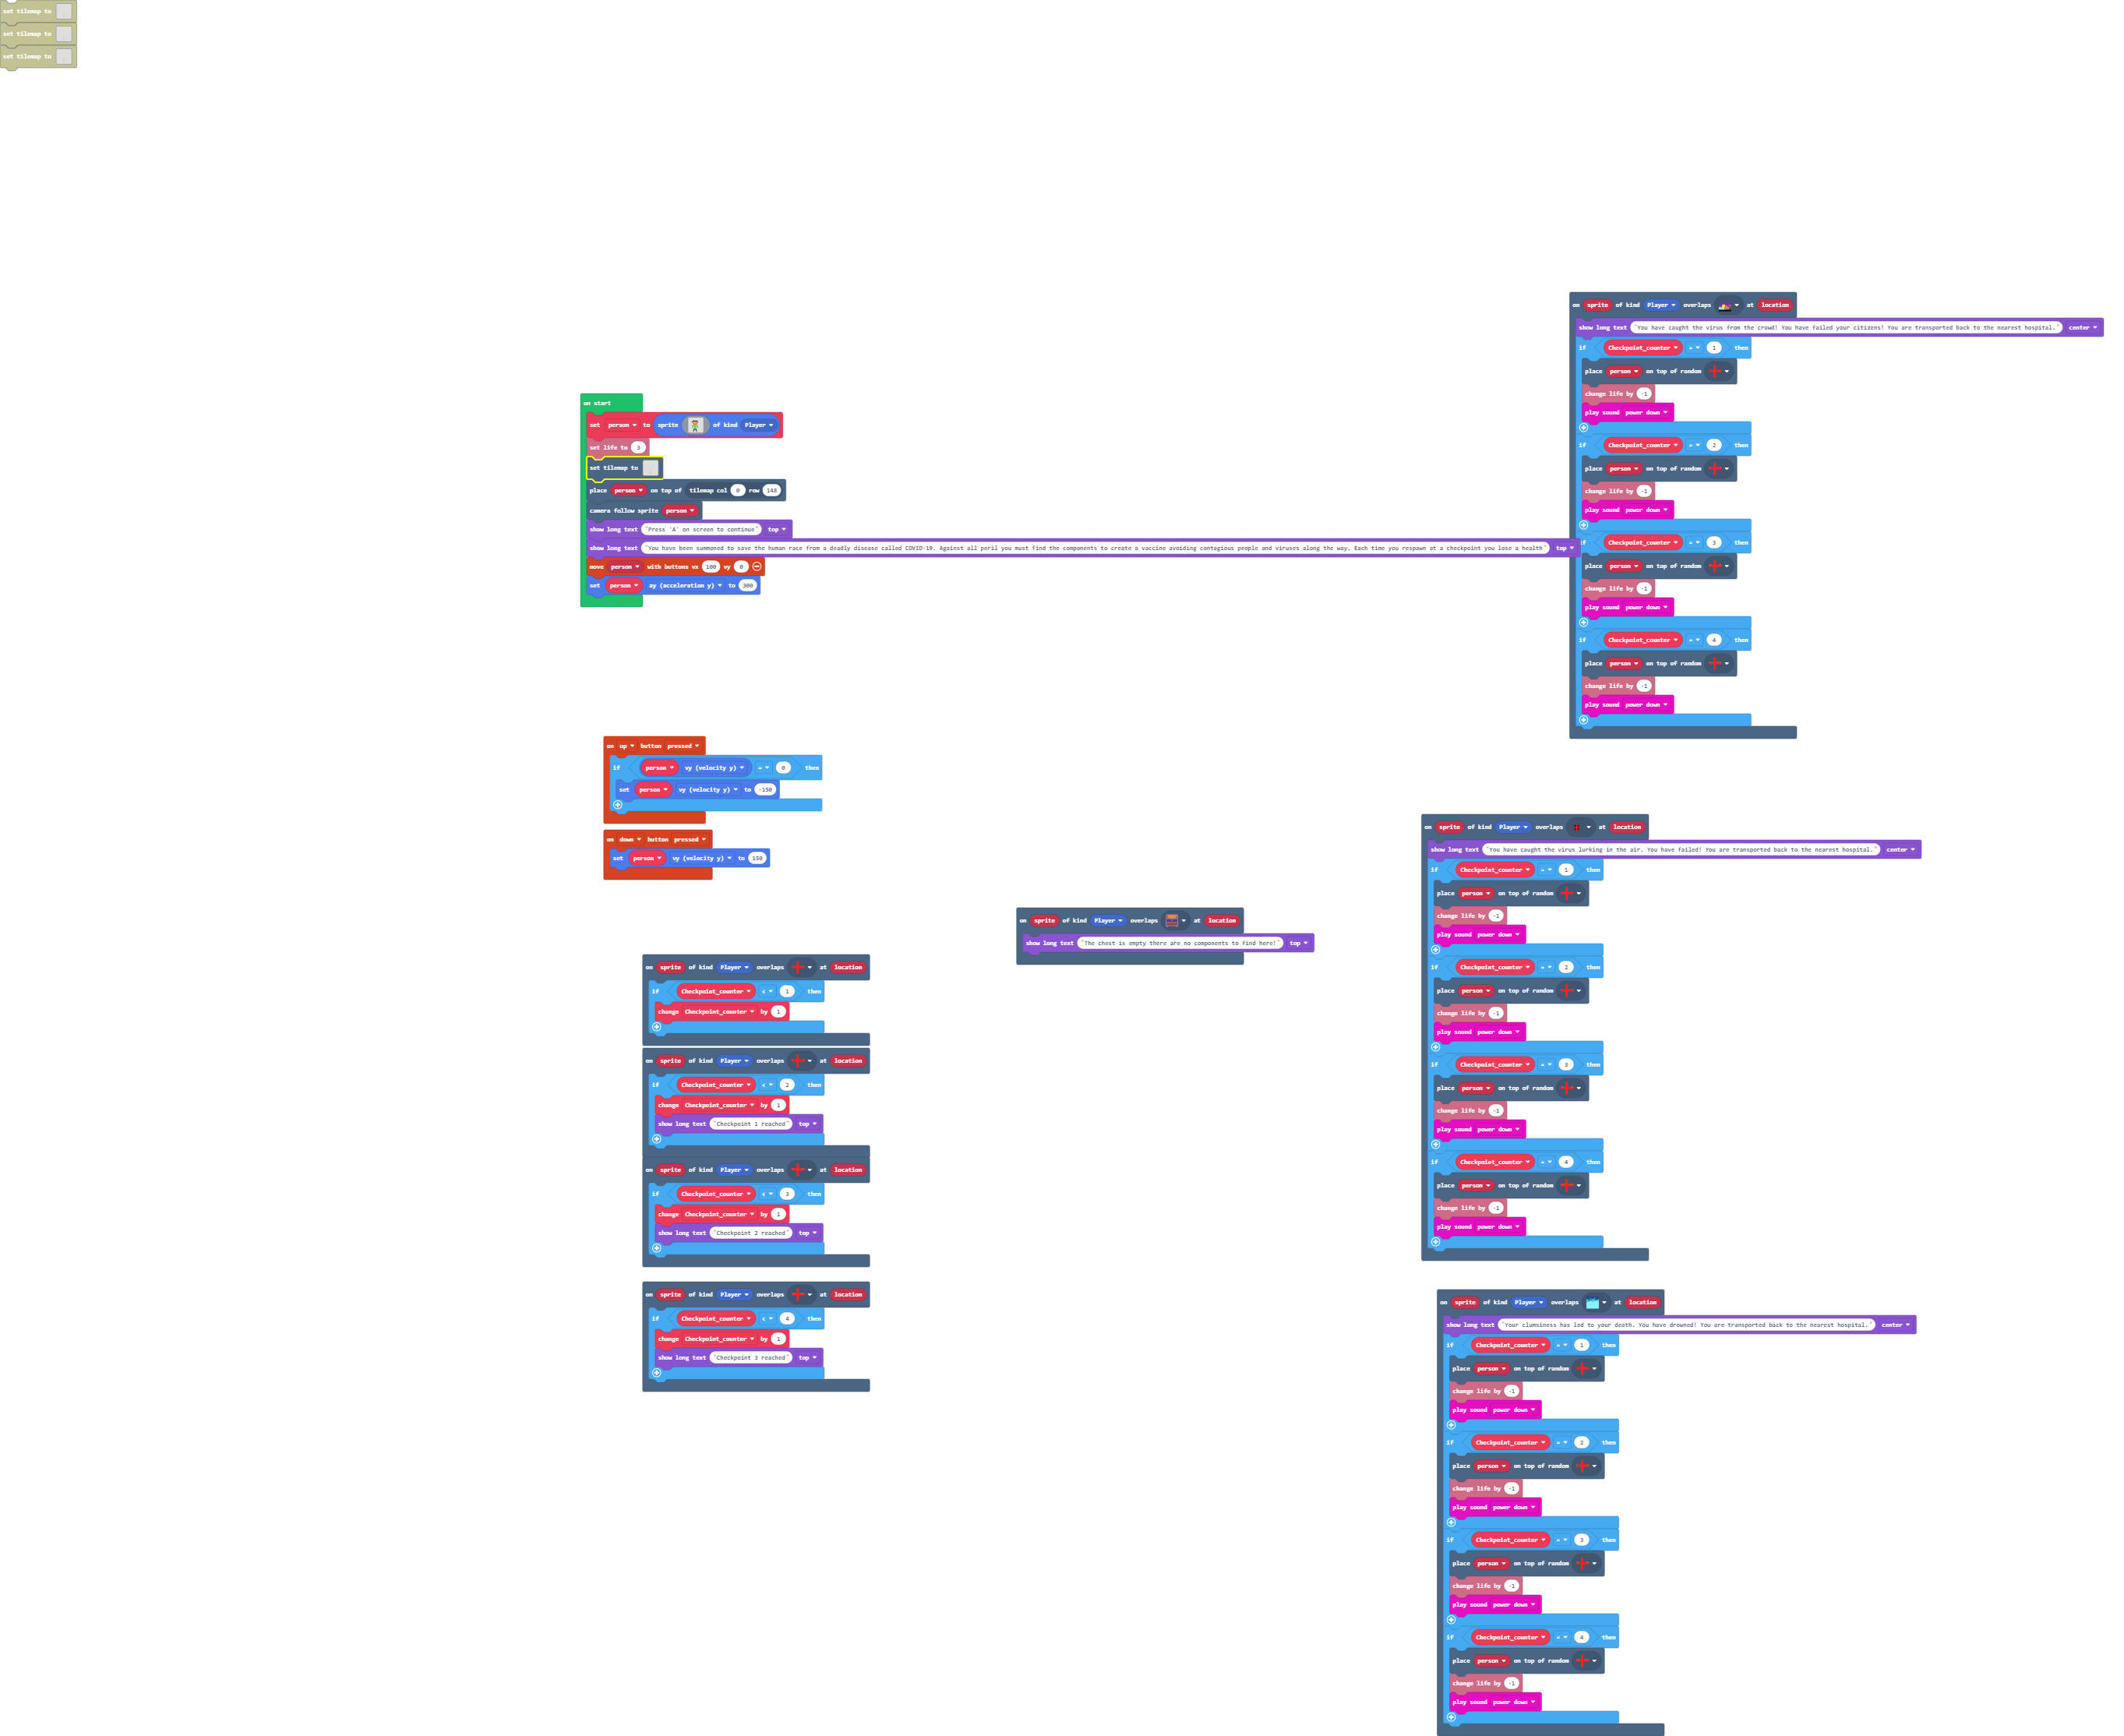 set tilemap to
set tilemap to
set tilemap to
on start
set person to sprite of kind Player
set life to 3
set tilemap to
place person on top of tilemap col 0 row 148
camera follow sprite person
show long text "Press 'A' on screen to continue" top
show long text "You have been summoned to save the human race from a deadly disease called COVID-19. Against all peril you must find the components to create a vaccine avoiding contagious people and viruses along the way. Each time you respawn at a checkpoint you lose a health" top
move person with buttons vx 100 vy 0
set person ay (acceleration y) to 300
on up button pressed
if person vy (velocity y) = 0 then
set person vy (velocity y) to -150
on down button pressed
set person vy (velocity y) to 150
on sprite of kind Player overlaps at location
if Checkpoint_counter < 1 then
change Checkpoint_counter by 1
on sprite of kind Player overlaps at location
if Checkpoint_counter < 2 then
change Checkpoint_counter by 1
show long text "Checkpoint 1 reached" top
on sprite of kind Player overlaps at location
if Checkpoint_counter < 3 then
change Checkpoint_counter by 1
show long text "Checkpoint 2 reached" top
on sprite of kind Player overlaps at location
if Checkpoint_counter < 4 then
change Checkpoint_counter by 1
show long text "Checkpoint 3 reached" top
on sprite of kind Player overlaps at location
show long text "The chest is empty there are no components to find here!" top
on sprite of kind Player overlaps at location
show long text "You have caught the virus from the crowd! You have failed your citizens! You are transported back to the nearest hospital." center
if Checkpoint_counter = 1 then
place person on top of random
change life by -1
play sound power down
if Checkpoint_counter = 2 then
place person on top of random
change life by -1
play sound power down
if Checkpoint_counter = 3 then
place person on top of random
change life by -1
play sound power down
if Checkpoint_counter = 4 then
place person on top of random
change life by -1
play sound power down
on sprite of kind Player overlaps at location
show long text "You have caught the virus lurking in the air. You have failed! You are transported back to the nearest hospital." center
if Checkpoint_counter = 1 then
place person on top of random
change life by -1
play sound power down
if Checkpoint_counter = 2 then
place person on top of random
change life by -1
play sound power down
if Checkpoint_counter = 3 then
place person on top of random
change life by -1
play sound power down
if Checkpoint_counter = 4 then
place person on top of random
change life by -1
play sound power down
on sprite of kind Player overlaps at location
show long text "Your clumsiness has led to your death. You have drowned! You are transported back to the nearest hospital." center
if Checkpoint_counter = 1 then
place person on top of random
change life by -1
play sound power down
if Checkpoint_counter = 2 then
place person on top of random
change life by -1
play sound power down
if Checkpoint_counter = 3 then
place person on top of random
change life by -1
play sound power down
if Checkpoint_counter = 4 then
place person on top of random
change life by -1
play sound power down